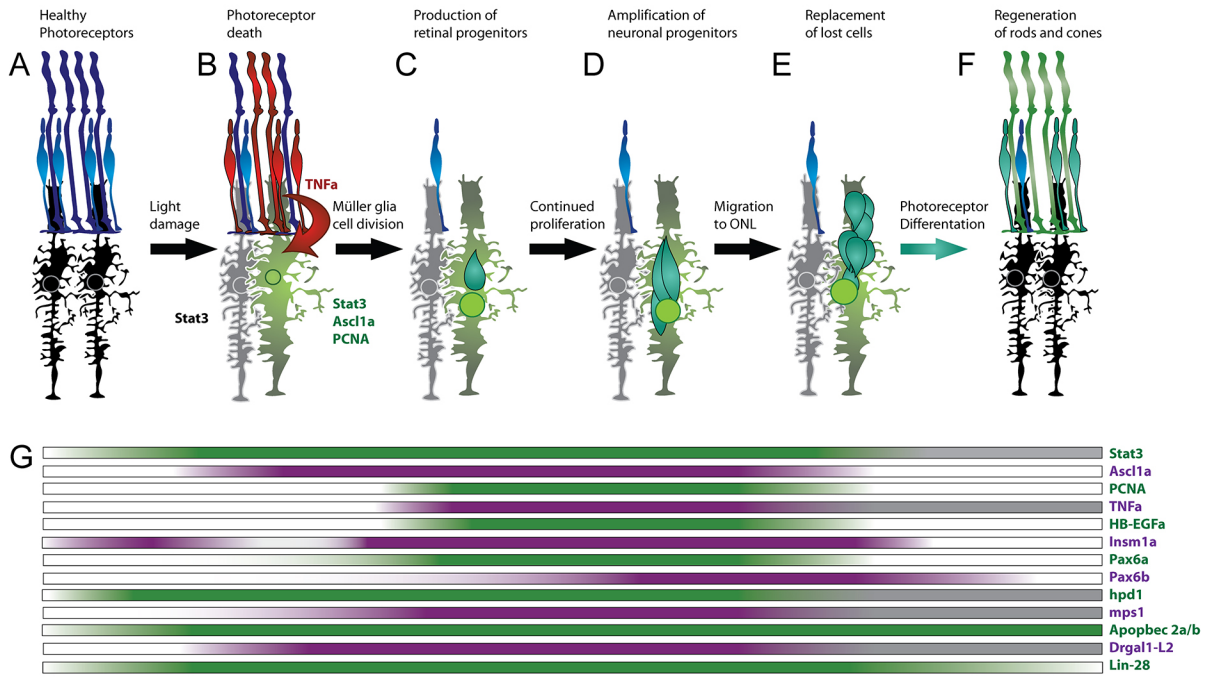 Healthy
Photoreceptors
Photoreceptor
death
Production of
retinal progenitors
Amplification of
neuronal progenitors
Replacement
of lost cells
Regeneration
of rods and cones
A
B
C
D
E
F
TNFa
Light
damage
Müller glia
cell division
Continued
proliferation
Migration
to ONL
Photoreceptor
Differentation
Stat3
Stat3
Ascl1a
PCNA
G
Stat3
Ascl1a
PCNA
TNFa
HB-EGFa
Insm1a
Pax6a
Pax6b
hpd1
mps1
Apopbec 2a/b
Drgal1-L2
Lin-28